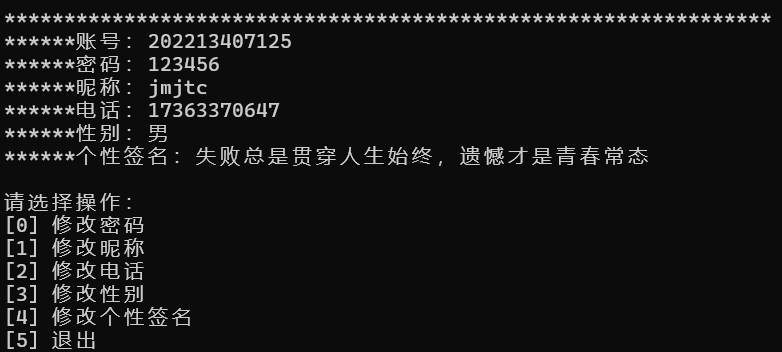 ****************************************************************
******账号：202213407125
******密码：123456
******昵称：jmjtc
******电话：17363370647
******性别：男
******个性签名：失败总是贯穿人生始终，遗憾才是青春常态
请选择操作：
[0] 修改密码
[1] 修改昵称
[2] 修改电话
[3] 修改性别
[4] 修改个性签名
[5] 退出